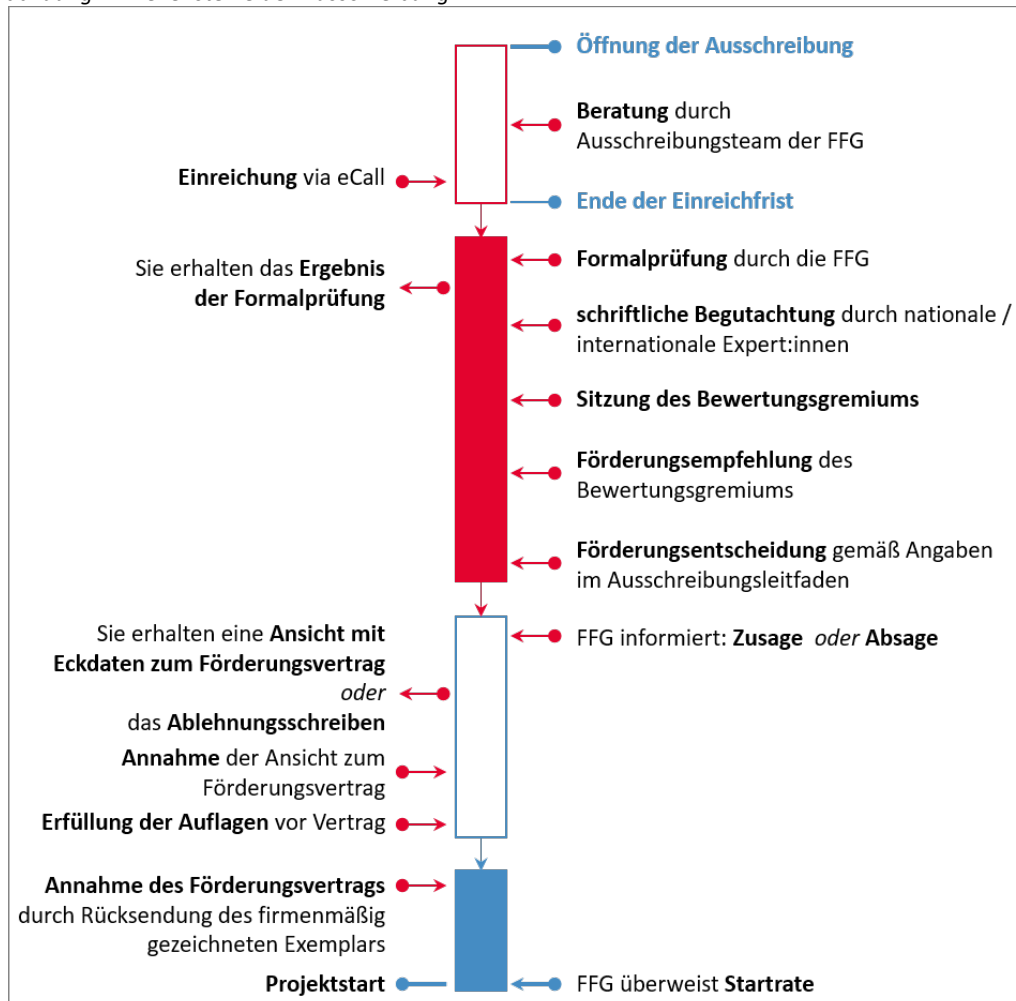 Öffnung der Ausschreibung
Beratung durch
Ausschreibungsteam der FFG
Einreichung via eCall
Ende der Einreichfrist
Formalprüfung durch die FFG
Sie erhalten das Ergebnis
der Formalprüfung
schriftliche Begutachtung durch nationale /
internationale Expert:innen
Sitzung des Bewertungsgremiums
Förderungsempfehlung des
Bewertungsgremiums
Förderungsentscheidung gemäß Angaben
im Ausschreibungsleitfaden
FFG informiert: Zusage oder Absage
Sie erhalten eine Ansicht mit
Eckdaten zum Förderungsvertrag
oder
das Ablehnungsschreiben
Annahme der Ansicht zum
Förderungsvertrag
Erfüllung der Auflagen vor Vertrag
Annahme des Förderungsvertrags
durch Rücksendung des firmenmäßig
gezeichneten Exemplars
Projektstart
FFG überweist Startrate